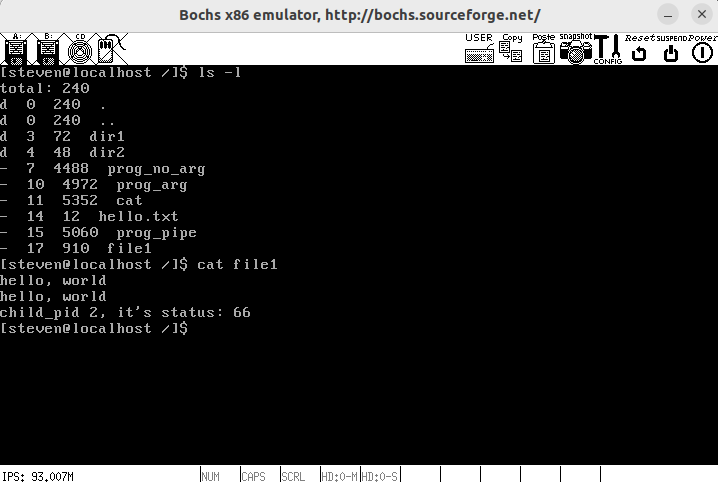 Bochs x86 emulator, http://bochs.sourceforge.net/
A: B: CD USER Copy Paste snapshot CONFIG Reset SUSPEND Power
[steven@localhost /]$ ls -l
total: 240
d  0  240  .
d  0  240  ..
d  3  72  dir1
d  4  48  dir2
-  7  4488  prog_no_arg
-  10  4972  prog_arg
-  11  5352  cat
-  14  12  hello.txt
-  15  5060  prog_pipe
-  17  910  file1
[steven@localhost /]$ cat file1
hello, world
hello, world
child_pid 2, it's status: 66
[steven@localhost /]$
IPS: 93.007M NUM CAPS SCRL HD:0-M HD:0-S